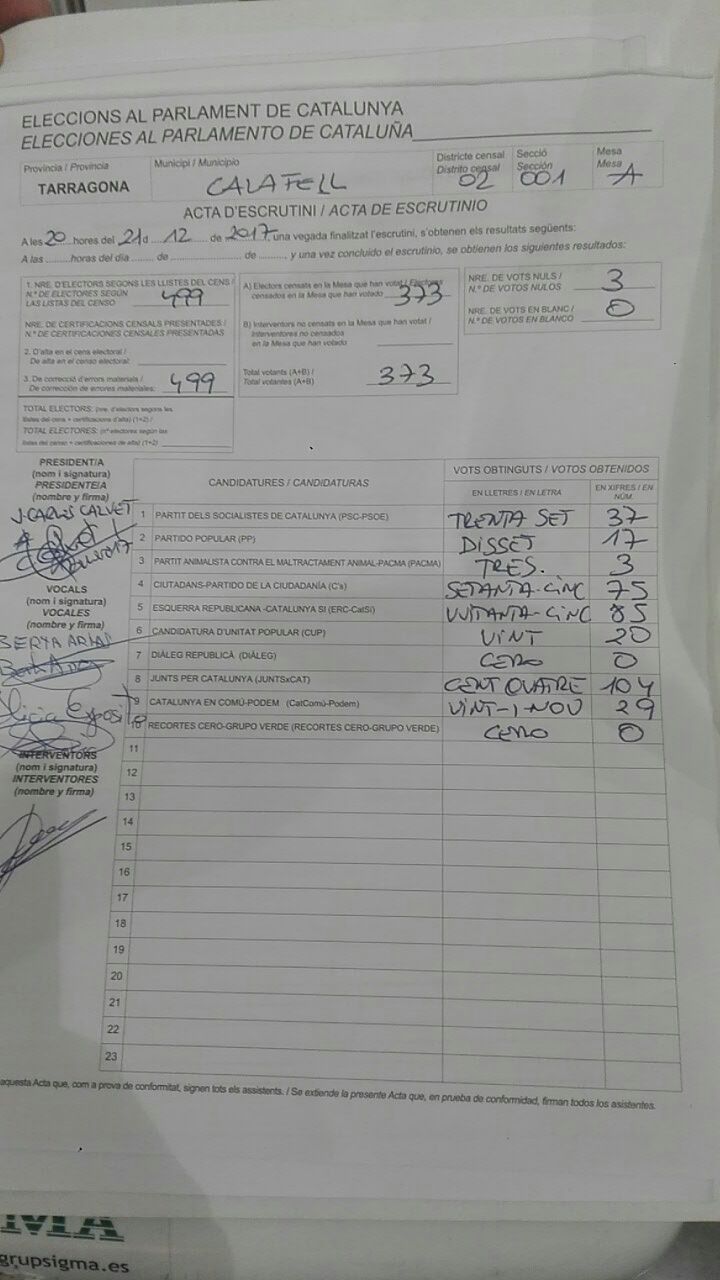 ELECCIONS AL PARLAMENT DE CATALUNYA
ELECCIONES AL PARLAMENTO DE CATALUÑA
Província / Provincia
TARRAGONA
Municipi / Municipio
CALAFELL
Districte censal
Distrito censal
02
Secció
Sección
001
Mesa
Mesa
A
ACTA D'ESCRUTINI / ACTA DE ESCRUTINIO
A les 20 hores del 21 d 12 de 2017, una vegada finalitzat l'escrutini, s'obtenen els resultats següents:
A las ........ horas del día ........ de ........ de ........, y una vez concluido el escrutinio, se obtienen los siguientes resultados:
1. NRE. D'ELECTORS SEGONS LES LLISTES DEL CENS /
N.º DE ELECTORES SEGÚN
LAS LISTAS DEL CENSO 499
NRE. DE CERTIFICACIONS CENSALS PRESENTADES /
N.º CERTIFICACIONES CENSALES PRESENTADAS
2. D'alta en el cens electoral /
De alta en el censo electoral:
3. De correcció d'errors materials /
De corrección de errores materiales: 499
TOTAL ELECTORS: (nre. d'electors segons les
llistes del cens + certificacions d'alta) (1+2) /
TOTAL ELECTORES: (nº electores según las
listas del censo + certificaciones de alta) (1+2)
A) Electors censats en la Mesa que han votat / Electores
censados en la Mesa que han votado 373
B) Interventors no censats en la Mesa que han votat /
Interventores no censados
en la Mesa que han votado
Total votants (A+B) /
Total votantes (A+B) 373
NRE. DE VOTS NULS /
N.º DE VOTOS NULOS 3
NRE. DE VOTS EN BLANC /
N.º DE VOTOS EN BLANCO 0
PRESIDENT/A
(nom i signatura)
PRESIDENTE/A
(nombre y firma)
J. CARLOS CALVET
VOCALS
(nom i signatura)
VOCALES
(nombre y firma)
BERTA ARIAS
Alicia Exposito
INTERVENTORS
(nom i signatura)
INTERVENTORES
(nombre y firma)
CANDIDATURES / CANDIDATURAS
VOTS OBTINGUTS / VOTOS OBTENIDOS
EN LLETRES / EN LETRA
EN XIFRES / EN NÚM.
1 PARTIT DELS SOCIALISTES DE CATALUNYA (PSC-PSOE) TRENTA SET 37
2 PARTIDO POPULAR (PP) DISSET 17
3 PARTIT ANIMALISTA CONTRA EL MALTRACTAMENT ANIMAL-PACMA (PACMA) TRES. 3
4 CIUTADANS-PARTIDO DE LA CIUDADANÍA (C's) SETANTA-CINC 75
5 ESQUERRA REPUBLICANA -CATALUNYA SI (ERC-CatSí) VUITANTA-CINC 85
6 CANDIDATURA D'UNITAT POPULAR (CUP) VINT 20
7 DIÀLEG REPUBLICÀ (DIÀLEG) CERO 0
8 JUNTS PER CATALUNYA (JUNTSxCAT) CENT QUATRE 104
9 CATALUNYA EN COMÚ-PODEM (CatComú-Podem) VINT-I-NOU 29
10 RECORTES CERO-GRUPO VERDE (RECORTES CERO-GRUPO VERDE) CERO 0
11
12
13
14
15
16
17
18
19
20
21
22
23
aquesta Acta que, com a prova de conformitat, signen tots els assistents. / Se extiende la presente Acta que, en prueba de conformidad, firman todos los asistentes.
grupsigma.es